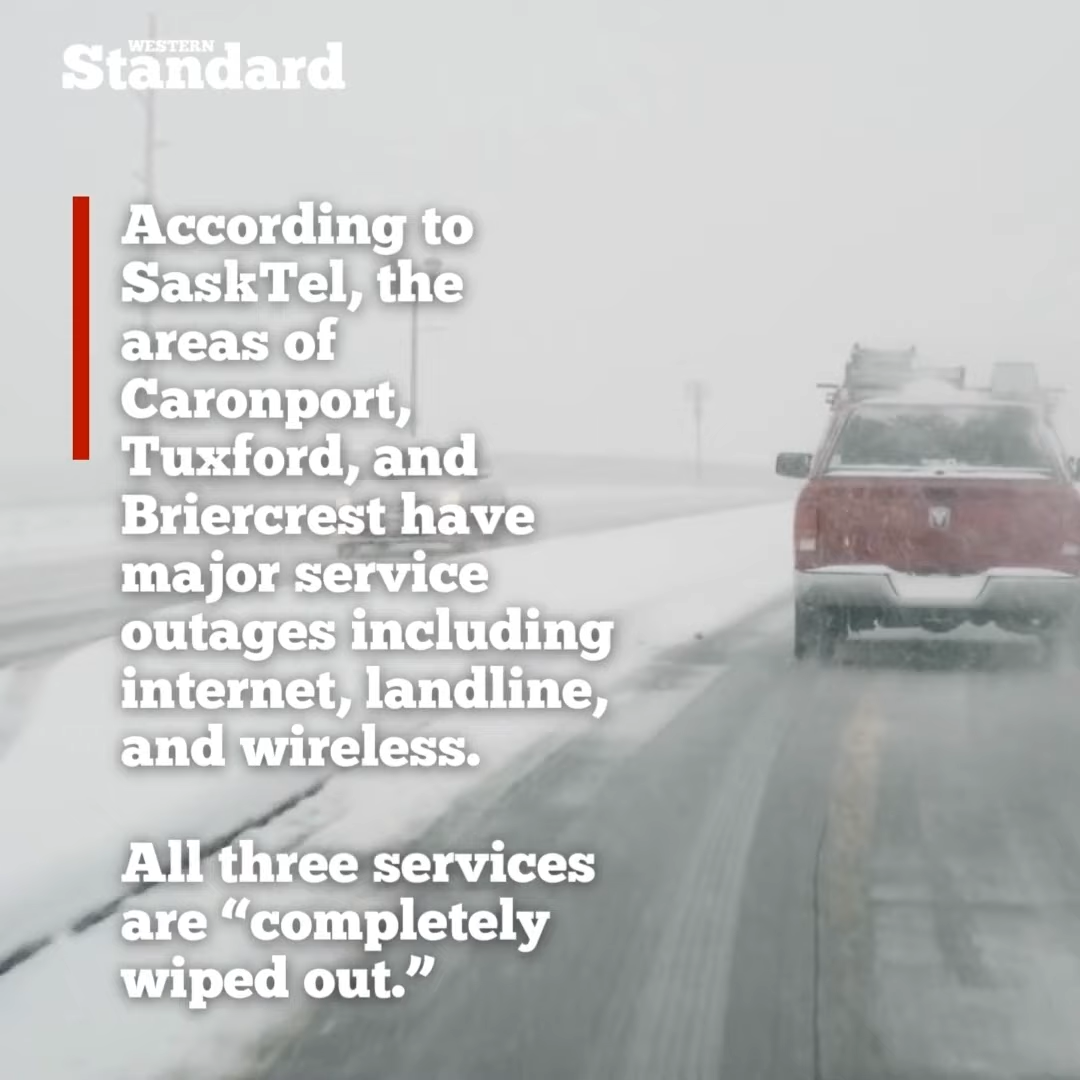 WESTERN
Standard
According to
SaskTel, the
areas of
Caronport,
Tuxford, and
Briercrest have
major service
outages including
internet, landline,
and wireless.
All three services
are “completely
wiped out.”